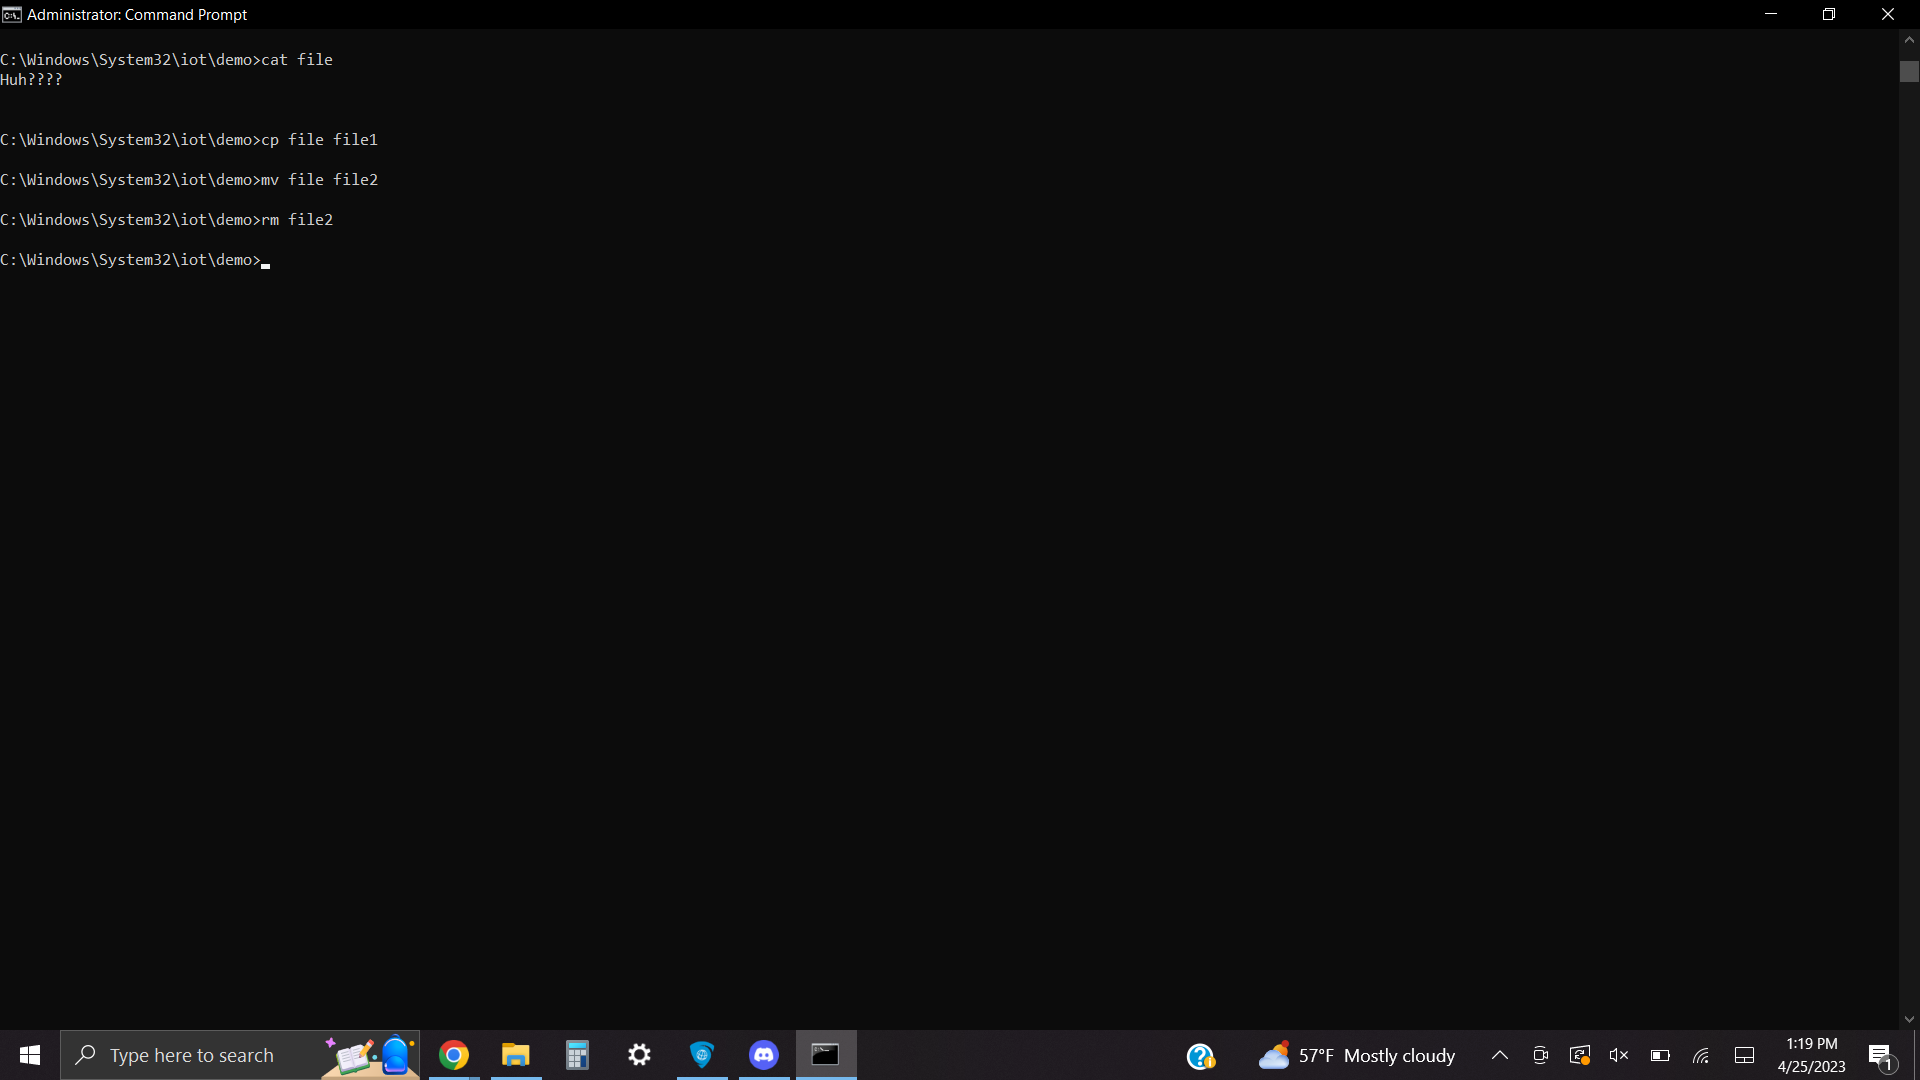 Administrator: Command Prompt
C:\Windows\System32\iot\demo>cat file
Huh????
C:\Windows\System32\iot\demo>cp file file1
C:\Windows\System32\iot\demo>mv file file2
C:\Windows\System32\iot\demo>rm file2
C:\Windows\System32\iot\demo>
Type here to search
57°F Mostly cloudy
1:19 PM
4/25/2023
1